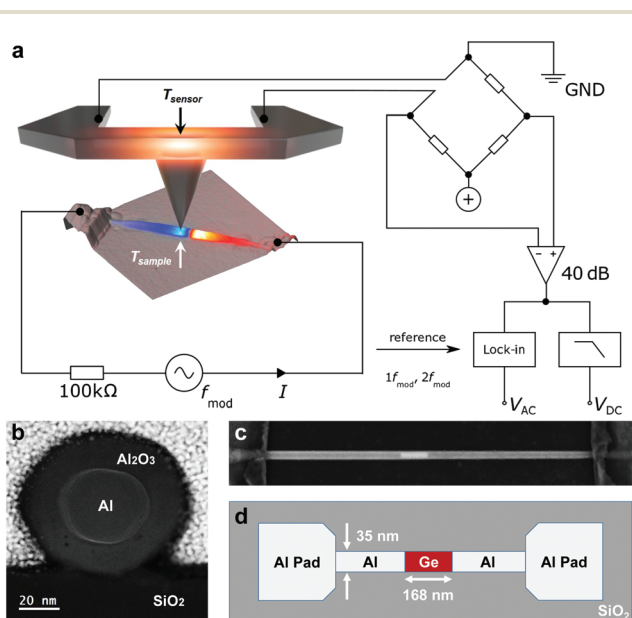 a
T_sensor
GND
T_sample
+
− +
40 dB
reference
1f_mod, 2f_mod
Lock-in
100kΩ
f_mod
I
V_AC
V_DC
b
Al₂O₃
Al
20 nm
SiO₂
c
d
35 nm
Al Pad
Al
Ge
Al
Al Pad
168 nm
SiO₂